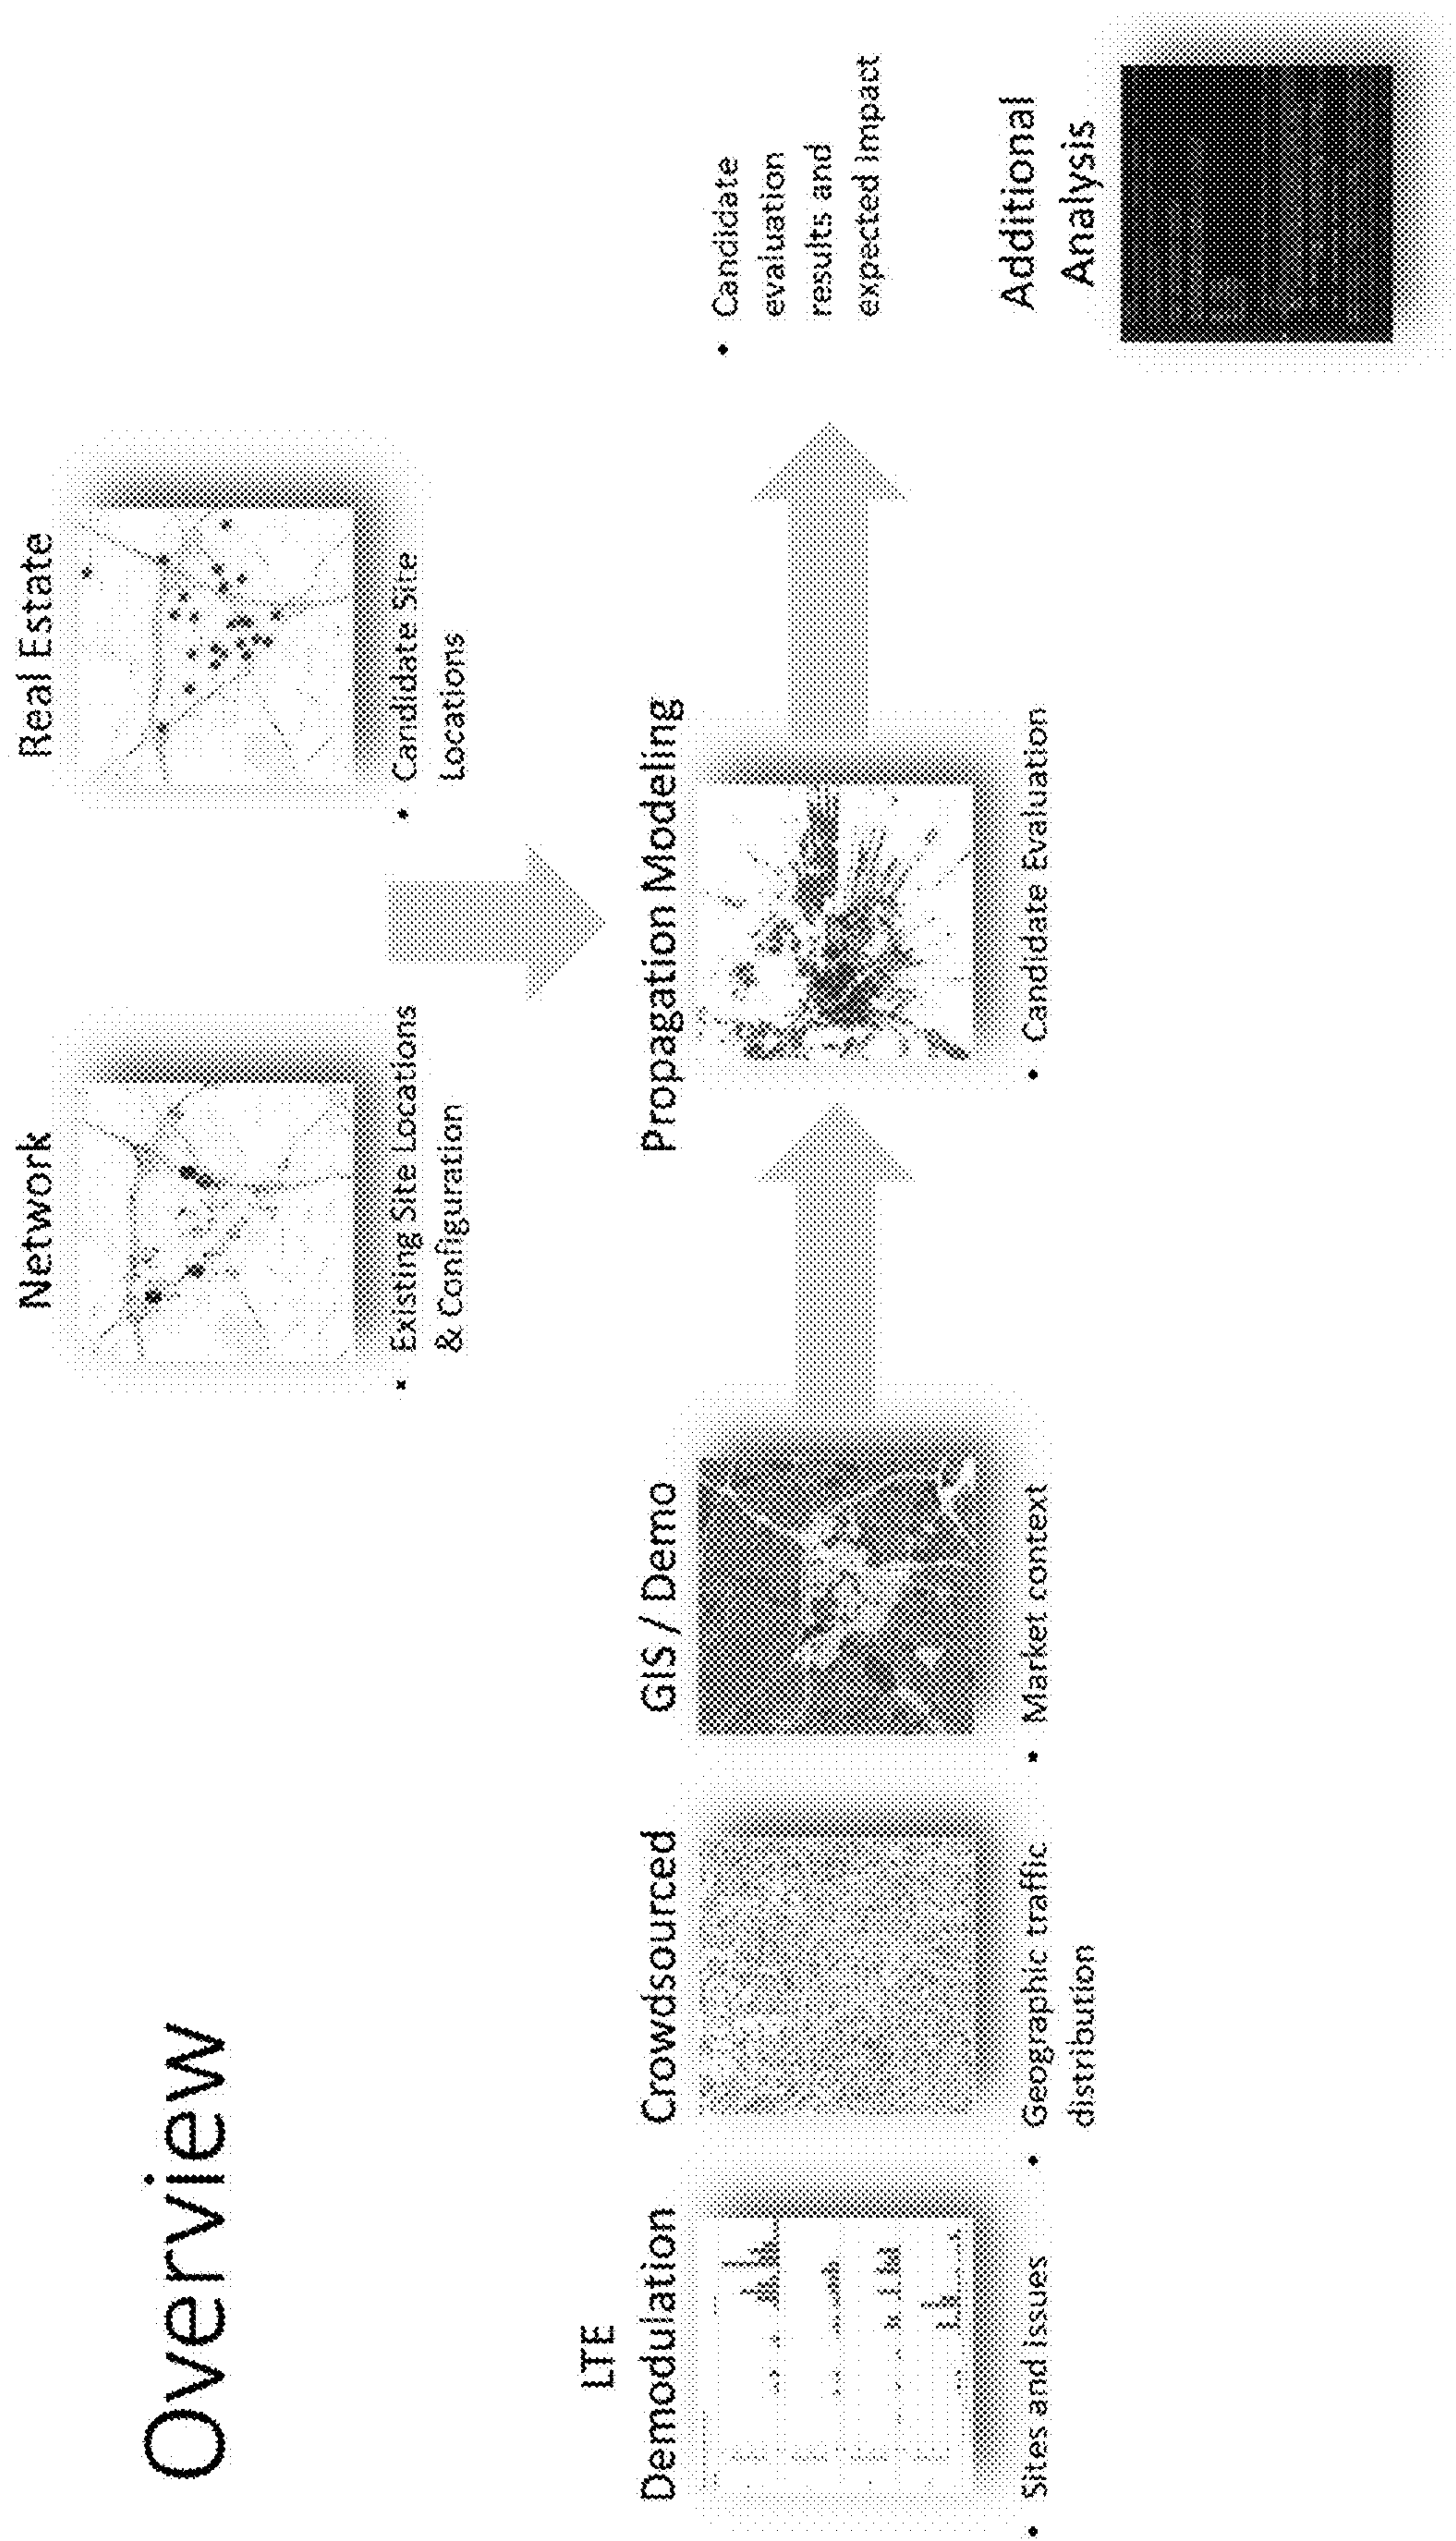 Overview
Network
• Existing Site Locations
& Configuration
Real Estate
• Candidate Site
Locations
LTE
Demodulation
• Sites and issues
Crowdsourced
• Geographic traffic
distribution
GIS / Demo
• Market context
Propagation Modeling
• Candidate Evaluation
• Candidate
evaluation
results and
expected impact
Additional
Analysis